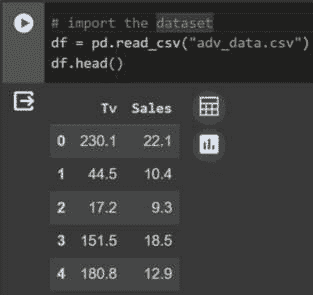 # import the dataset
df = pd.read_csv("adv_data.csv")
df.head()
Tv Sales
0 230.1 22.1
1 44.5 10.4
2 17.2 9.3
3 151.5 18.5
4 180.8 12.9